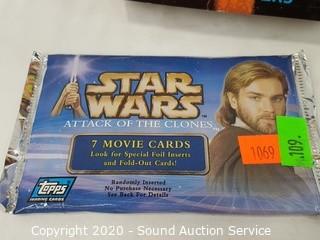 STAR
WARS
ATTACK OF THE CLONES
7 MOVIE CARDS
Look for Special Foil Inserts
and Fold-Out Cards!
Randomly Inserted
No Purchase Necessary
See Back For Details
topps
TRADING CARDS
1069
109.
Copyright 2020 - Sound Auction Service